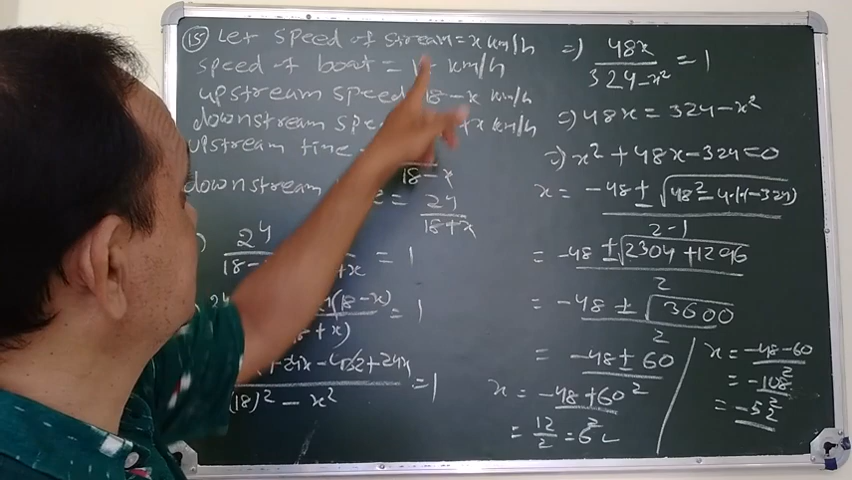 (15) Let speed of stream = x km/h
speed of boat = km/h
upstream speed 18 - x km/h
downstream spe + x km/h
upstream time =
18 - x
downstream = 24
18 + x
24
18 - + x = 1
(18 - x)
+ x) = 1
- 24x - 432 + 24x
(18)² - x² = 1
=) 48x
324 - x² = 1
=) 48x = 324 - x²
=) x² + 48x - 324 = 0
x = -48 ± √48² - 4·1·-324)
2·1
= -48 ± √2304 + 1296
2
= -48 ± √3600
2
= -48 ± 60
2
x = -48 + 60
2
= 12
2 = 6
x = -48 - 60
2
= -108
2
= -54